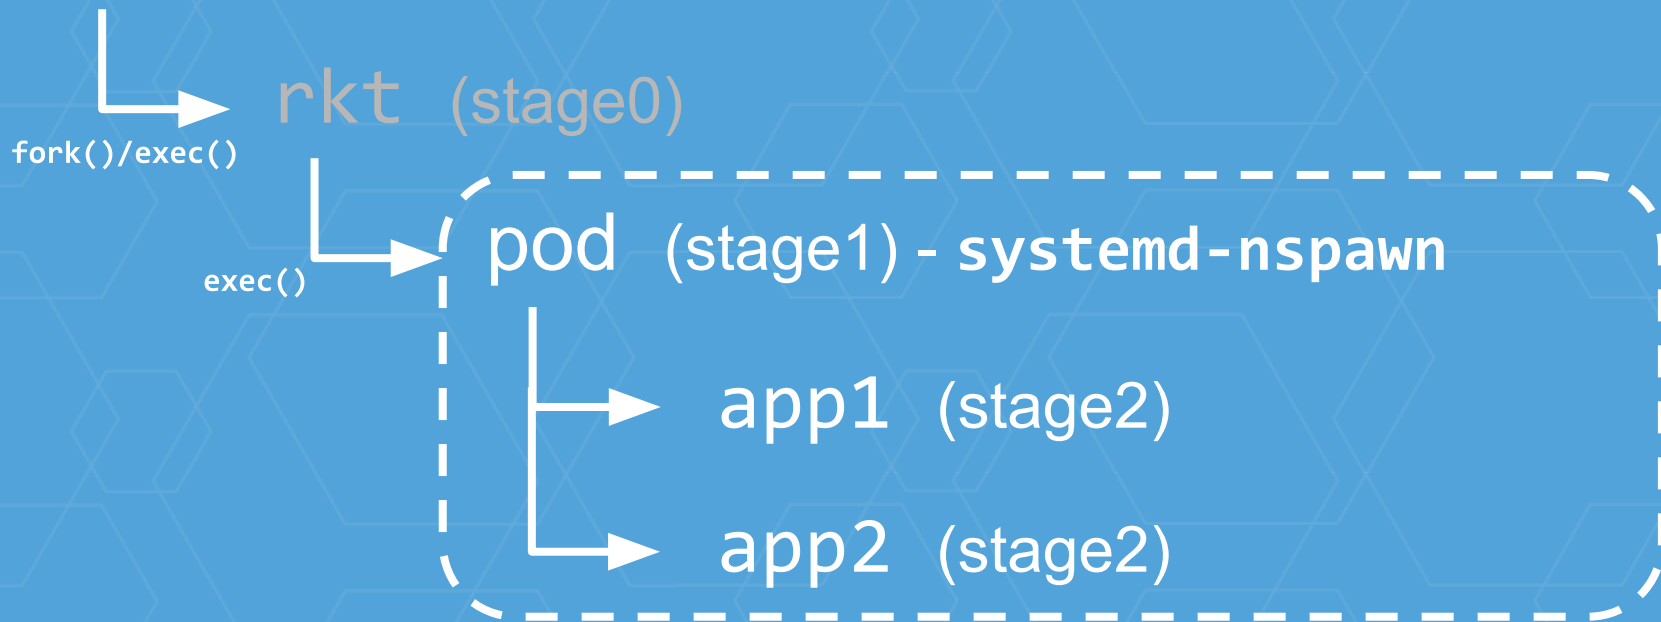 rkt (stage0)
fork()/exec()
pod (stage1) - systemd-nspawn
exec()
app1 (stage2)
app2 (stage2)